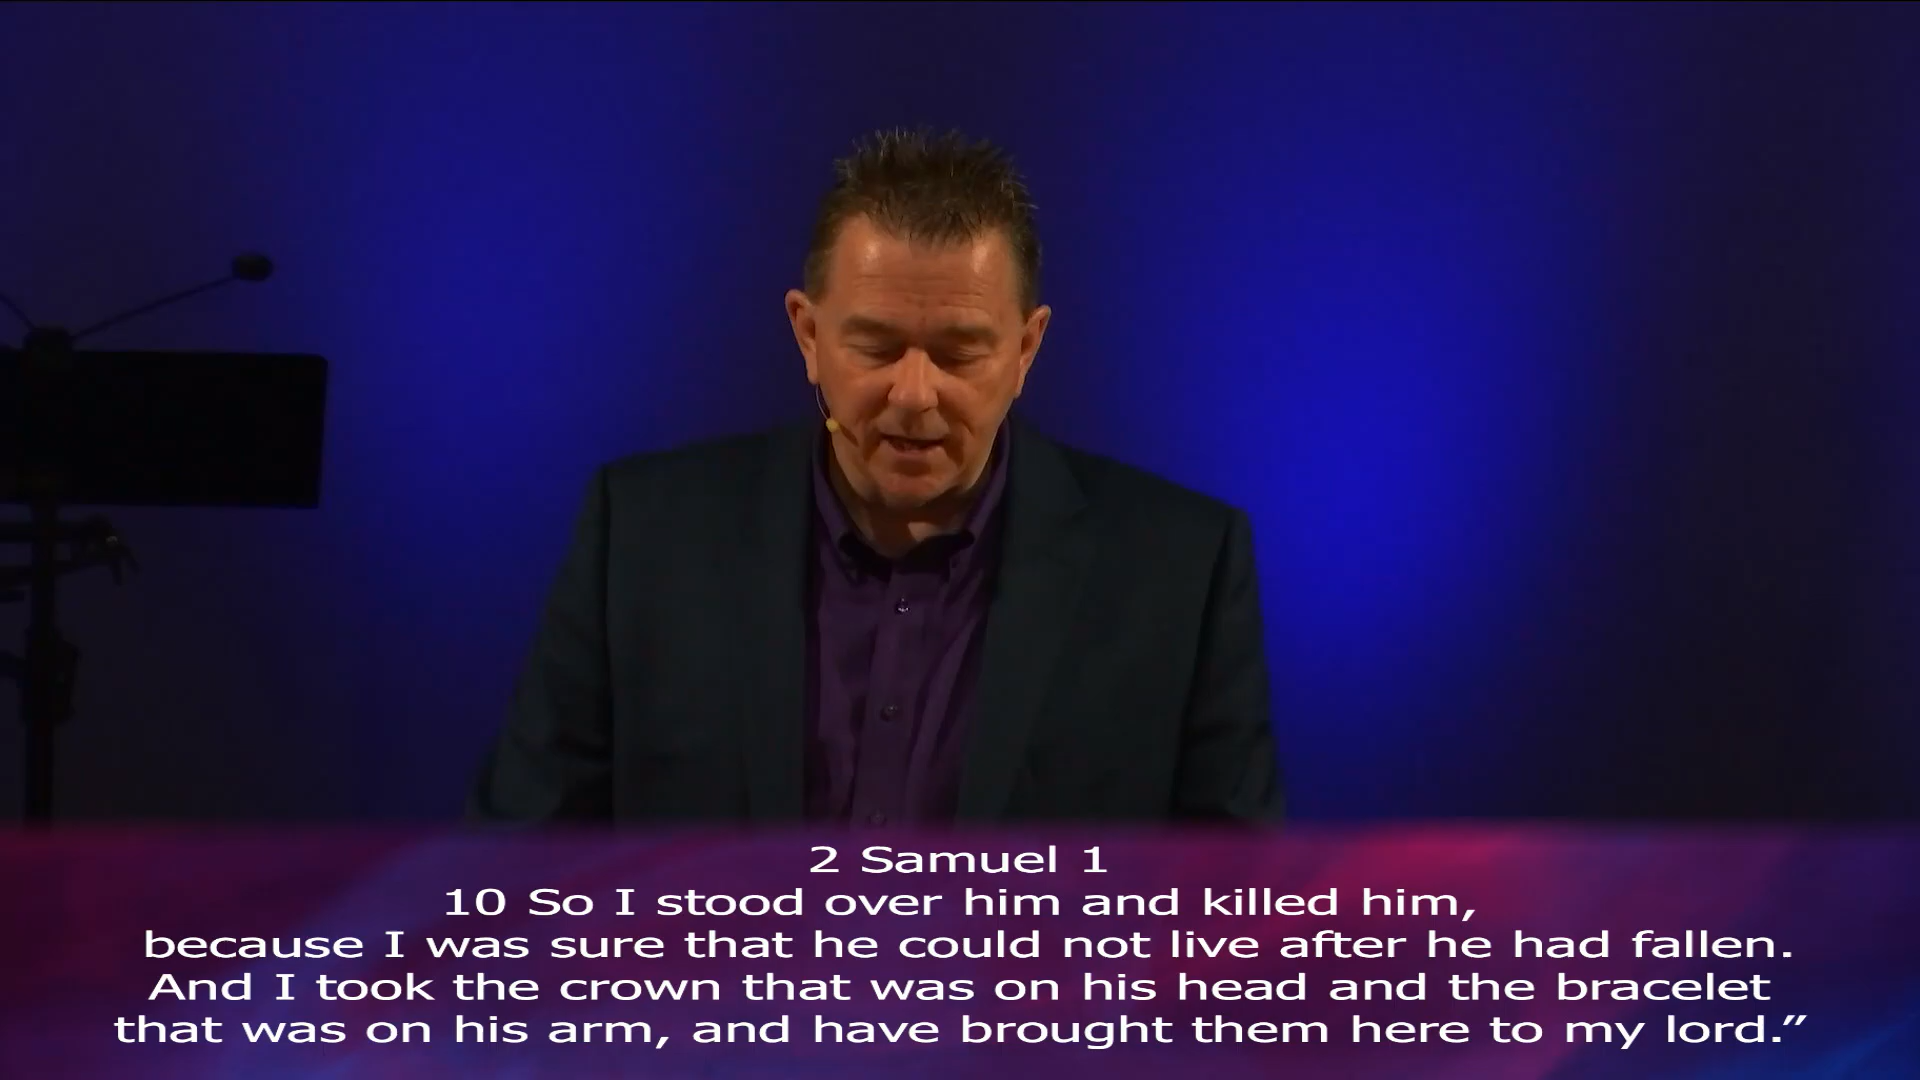 2 Samuel 1
10 So I stood over him and killed him,
because I was sure that he could not live after he had fallen.
And I took the crown that was on his head and the bracelet
that was on his arm, and have brought them here to my lord.”